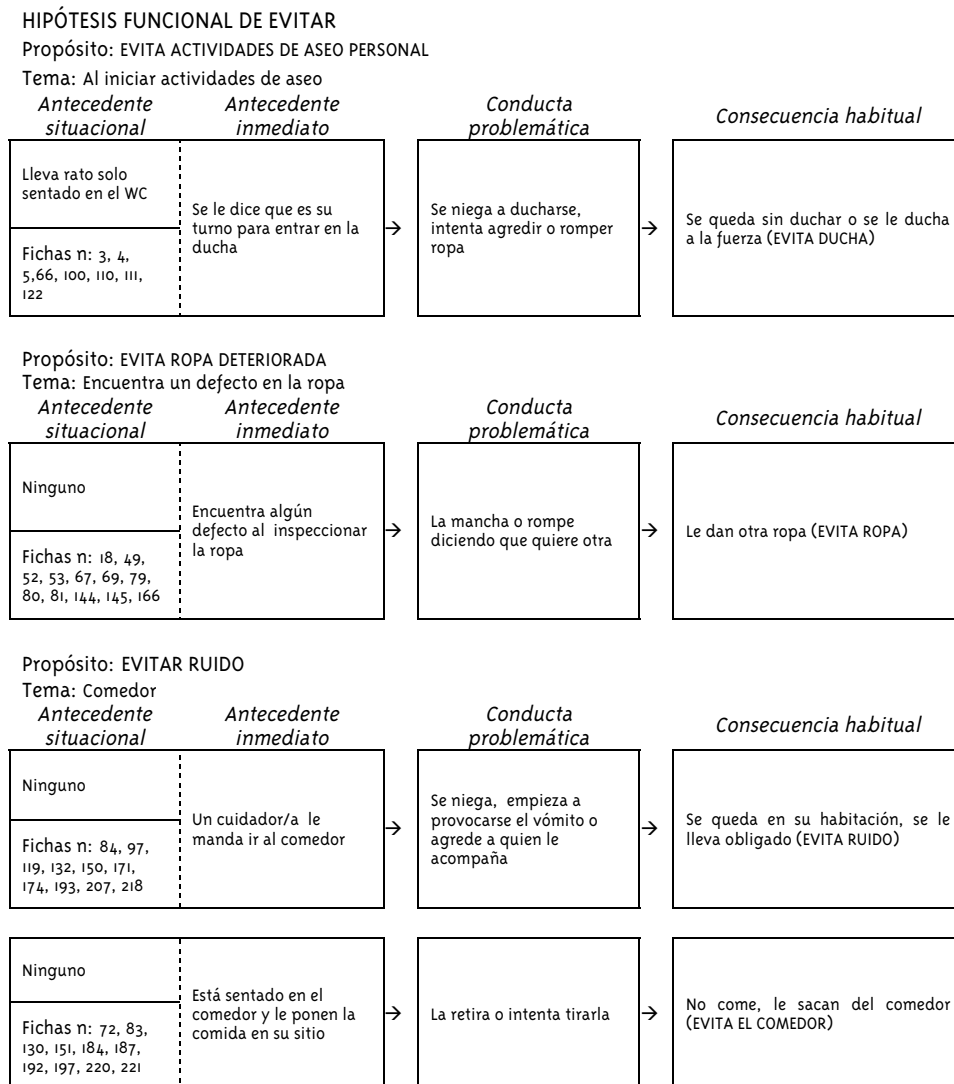 HIPÓTESIS FUNCIONAL DE EVITAR
Propósito: EVITA ACTIVIDADES DE ASEO PERSONAL
Tema: Al iniciar actividades de aseo
Antecedente
situacional
Antecedente
inmediato
Conducta
problemática
Consecuencia habitual
Lleva rato solo
sentado en el WC
Fichas n: 3, 4,
5,66, 100, 110, 111,
122
Se le dice que es su
turno para entrar en la
ducha
→
Se niega a ducharse,
intenta agredir o romper
ropa
→
Se queda sin duchar o se le ducha
a la fuerza (EVITA DUCHA)
Propósito: EVITA ROPA DETERIORADA
Tema: Encuentra un defecto en la ropa
Antecedente
situacional
Antecedente
inmediato
Conducta
problemática
Consecuencia habitual
Ninguno
Fichas n: 18, 49,
52, 53, 67, 69, 79,
80, 81, 144, 145, 166
Encuentra algún
defecto al inspeccionar
la ropa
→
La mancha o rompe
diciendo que quiere otra
→
Le dan otra ropa (EVITA ROPA)
Propósito: EVITAR RUIDO
Tema: Comedor
Antecedente
situacional
Antecedente
inmediato
Conducta
problemática
Consecuencia habitual
Ninguno
Fichas n: 84, 97,
119, 132, 150, 171,
174, 193, 207, 218
Un cuidador/a le
manda ir al comedor
→
Se niega, empieza a
provocarse el vómito o
agrede a quien le
acompaña
→
Se queda en su habitación, se le
lleva obligado (EVITA RUIDO)
Ninguno
Fichas n: 72, 83,
130, 151, 184, 187,
192, 197, 220, 221
Está sentado en el
comedor y le ponen la
comida en su sitio
→
La retira o intenta tirarla
→
No come, le sacan del comedor
(EVITA EL COMEDOR)